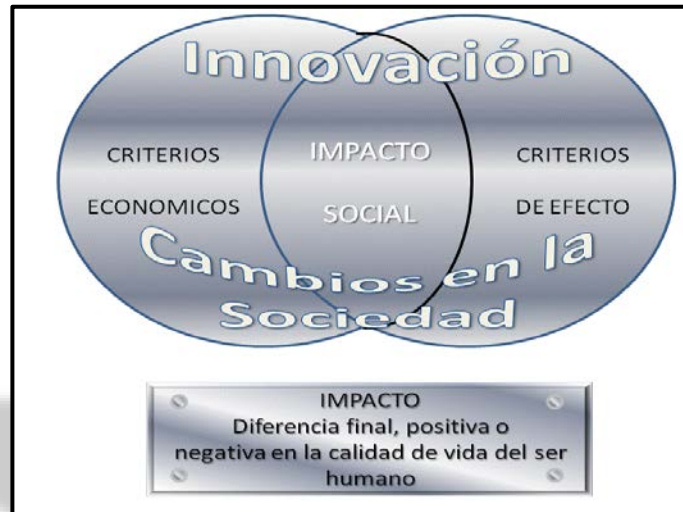 Innovación
CRITERIOS
ECONOMICOS
IMPACTO
SOCIAL
CRITERIOS
DE EFECTO
Cambios en la
Sociedad
IMPACTO
Diferencia final, positiva o
negativa en la calidad de vida del ser
humano